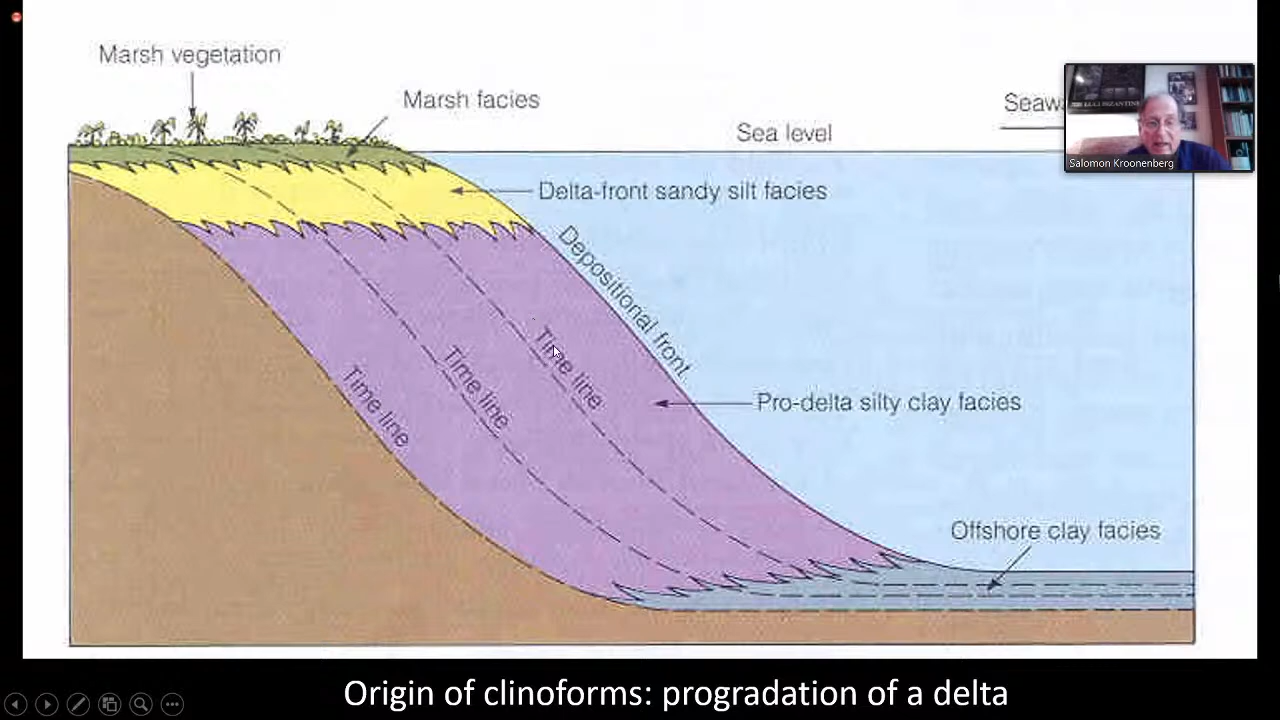 Marsh vegetation
Marsh facies
Seaw
Sea level
Salomon Kroonenberg
Delta-front sandy silt facies
Depositional front
Time line
Time line
Time line
Pro-delta silty clay facies
Offshore clay facies
Origin of clinoforms: progradation of a delta